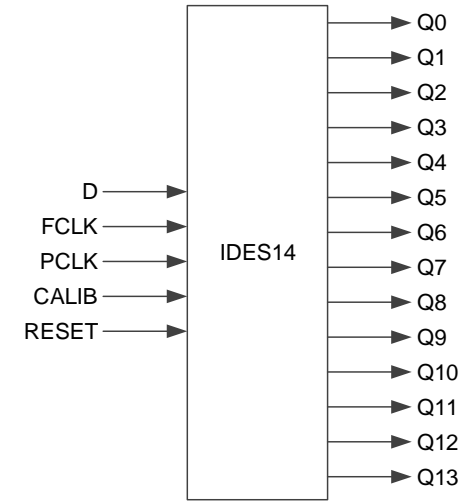 Q0
Q1
Q2
Q3
Q4
D
Q5
FCLK
Q6
PCLK
IDES14
Q7
CALIB
Q8
RESET
Q9
Q10
Q11
Q12
Q13